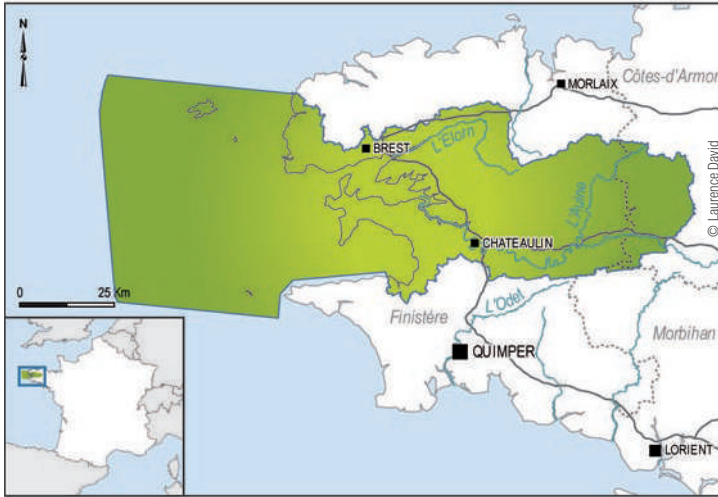 N
Côtes-d'Armor
MORLAIX
BREST
L'Elorn
L'Aulne
© Laurence David
CHATEAULIN
0 25 Km
L'Odet
Finistère
Morbihan
QUIMPER
LORIENT